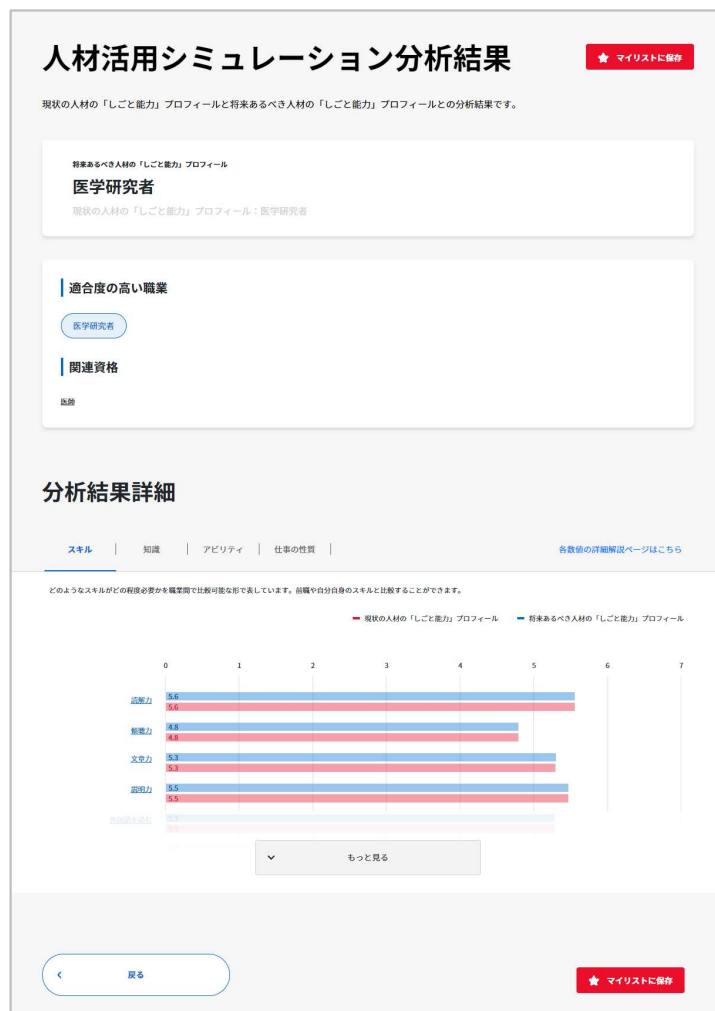 人材活用シミュレーション分析結果
マイリストに保存
現状の人材の「しごと能力」プロフィールと将来あるべき人材の「しごと能力」プロフィールとの分析結果です。
将来あるべき人材の「しごと能力」プロフィール
医学研究者
現状の人材の「しごと能力」プロフィール：医学研究者
適合度の高い職業
医学研究者
関連資格
医師
分析結果詳細
スキル 知識 アビリティ 仕事の性質 各数値の詳細解説ページはこちら
どのようなスキルがどの程度必要かを職業間で比較可能な形で表しています。前職や自分自身のスキルと比較することができます。
現状の人材の「しごと能力」プロフィール 将来あるべき人材の「しごと能力」プロフィール
0 1 2 3 4 5 6 7
読解力 5.6
5.6
傾聴力 4.8
4.8
文章力 5.3
5.3
説明力 5.5
5.5
外国語を読む 5.3
5.3
もっと見る
戻る
マイリストに保存